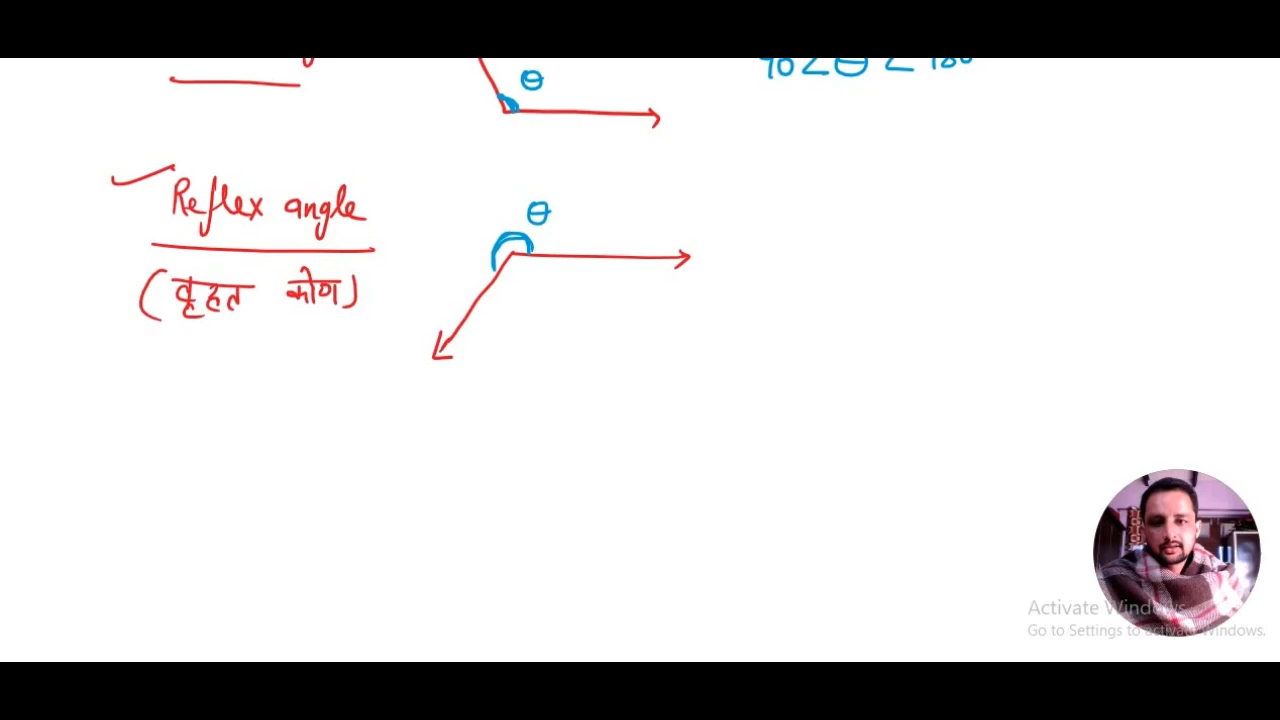 θ
90 < θ < 180
Reflex angle
θ
(वृहत कोण)
Activate Windows
Go to Settings to activate Windows.